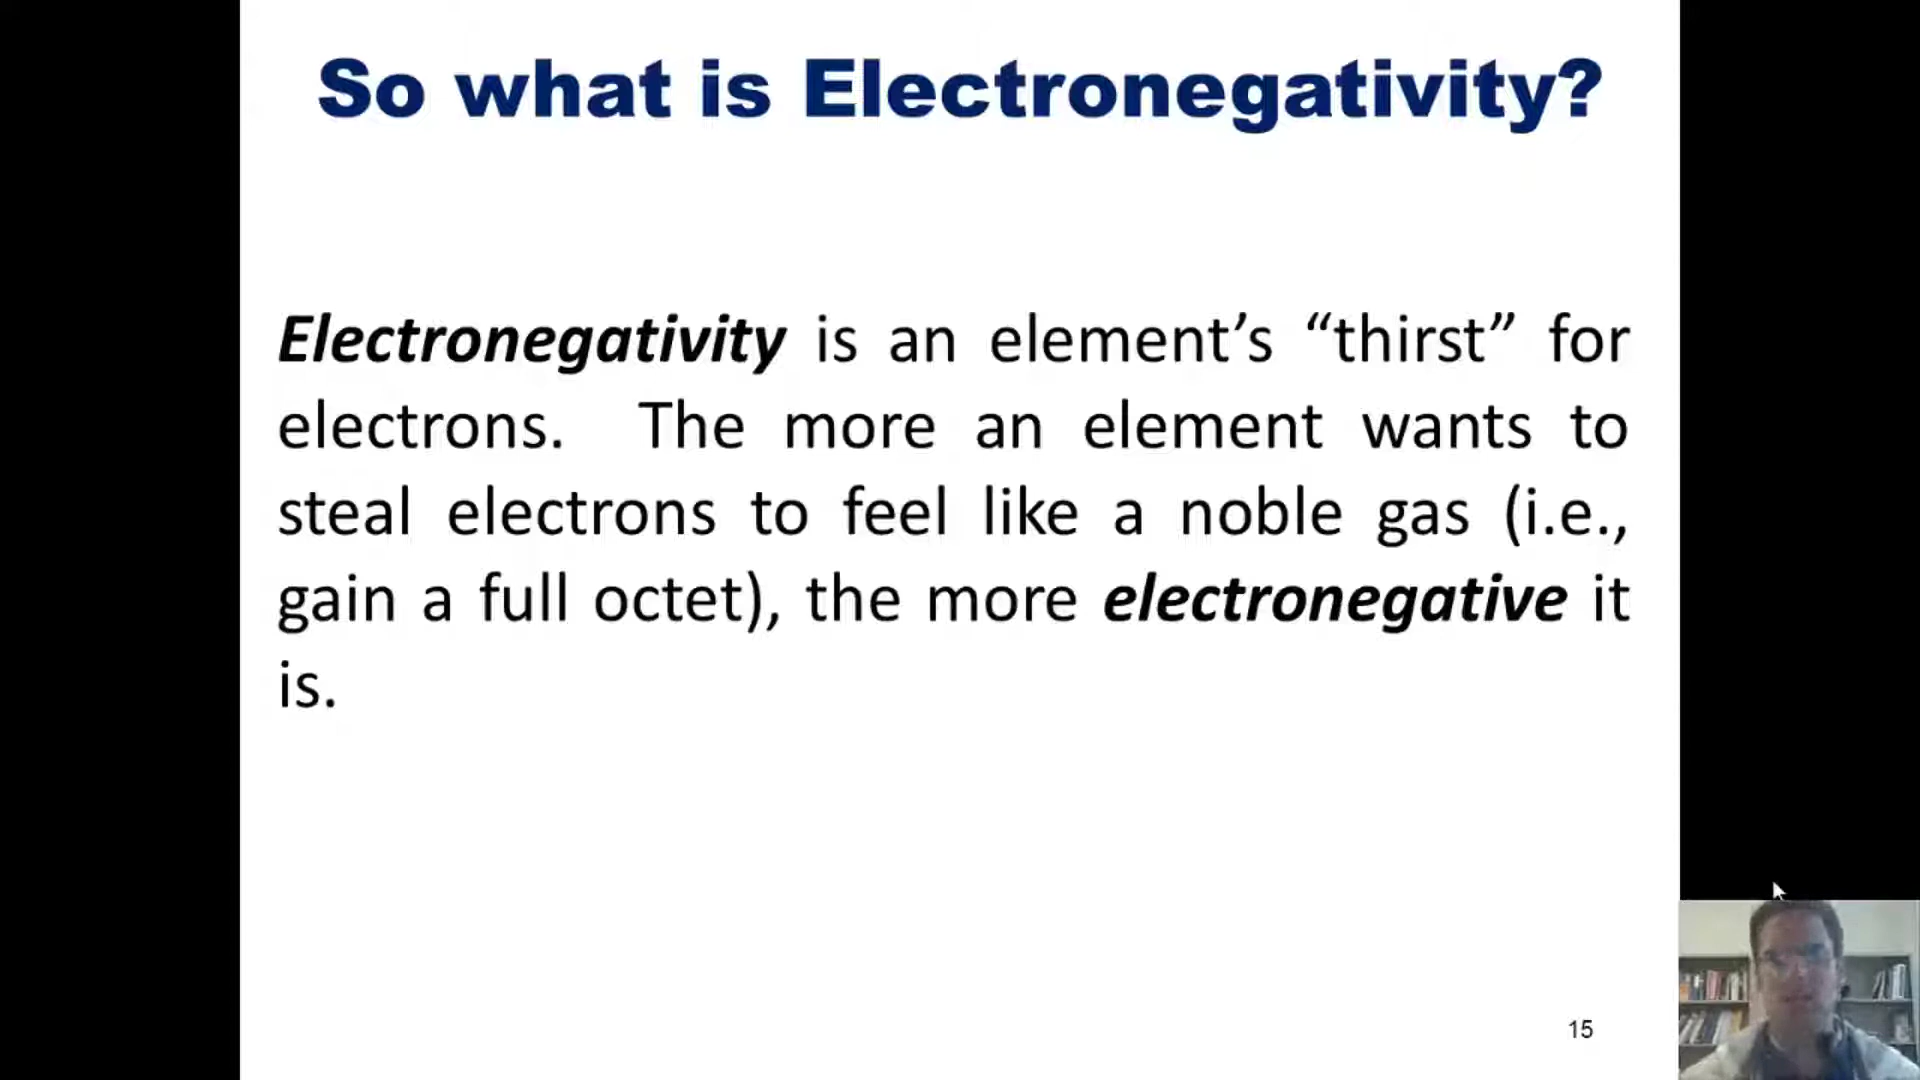 So what is Electronegativity?
Electronegativity is an element’s “thirst” for
electrons. The more an element wants to
steal electrons to feel like a noble gas (i.e.,
gain a full octet), the more electronegative it
is.
15